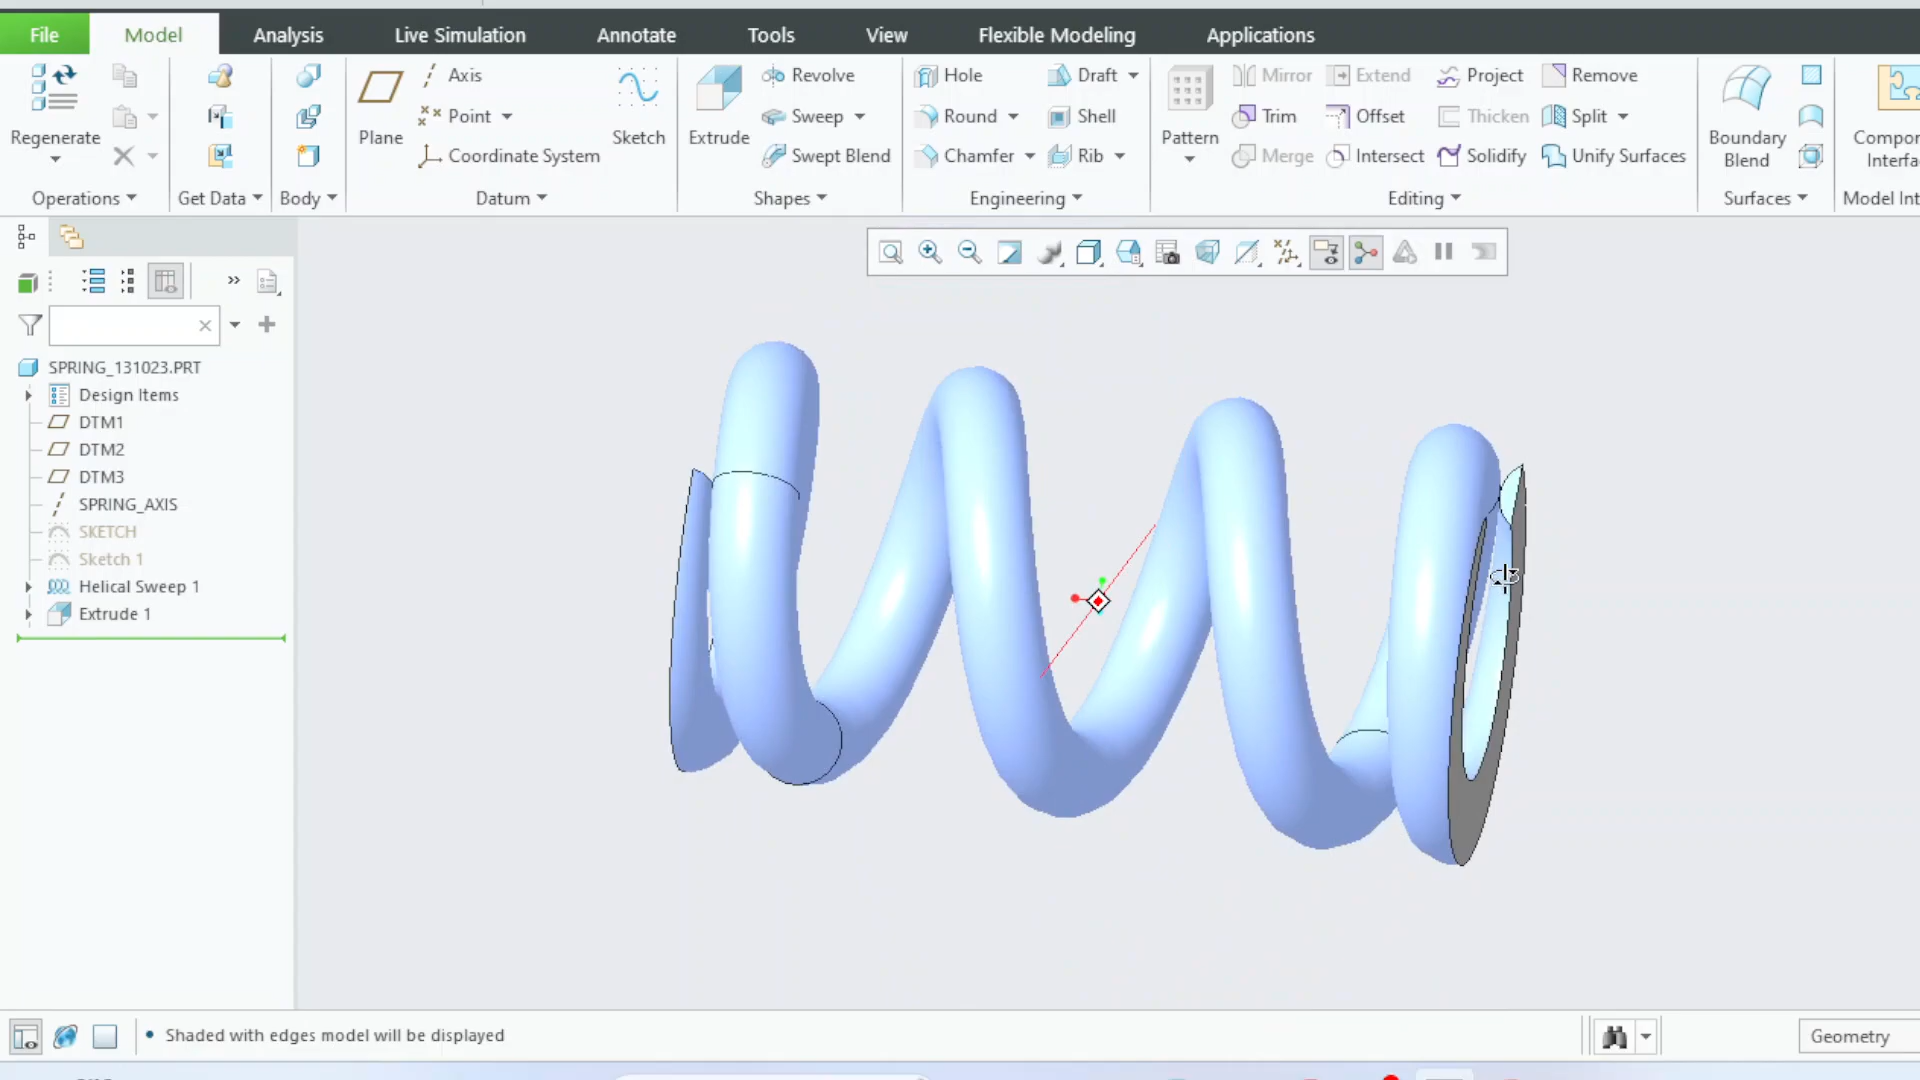 File Model Analysis Live Simulation Annotate Tools View Flexible Modeling Applications
Axis Revolve Hole Draft Mirror Extend Project Remove
Point Sweep Round Shell Trim Offset Thicken Split
Regenerate Plane Sketch Extrude Pattern Boundary Blend
Coordinate System Swept Blend Chamfer Rib Merge Intersect Solidify Unify Surfaces
Operations Get Data Body Datum Shapes Engineering Editing Surfaces
SPRING_131023.PRT
Design Items
DTM1
DTM2
DTM3
SPRING_AXIS
SKETCH
Sketch 1
Helical Sweep 1
Extrude 1
• Shaded with edges model will be displayed
Geometry